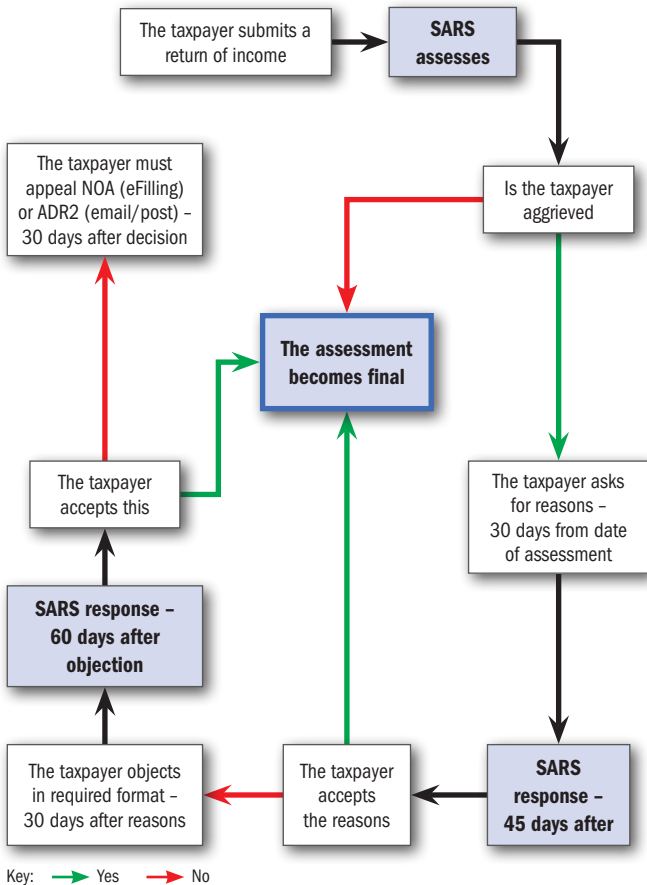 The taxpayer submits a
return of income
SARS
assesses
The taxpayer must
appeal NOA (eFilling)
or ADR2 (email/post) –
30 days after decision
Is the taxpayer
aggrieved
The assessment
becomes final
The taxpayer
accepts this
The taxpayer asks
for reasons –
30 days from date
of assessment
SARS response –
60 days after
objection
The taxpayer objects
in required format –
30 days after reasons
The taxpayer
accepts
the reasons
SARS
response –
45 days after
Key: Yes No